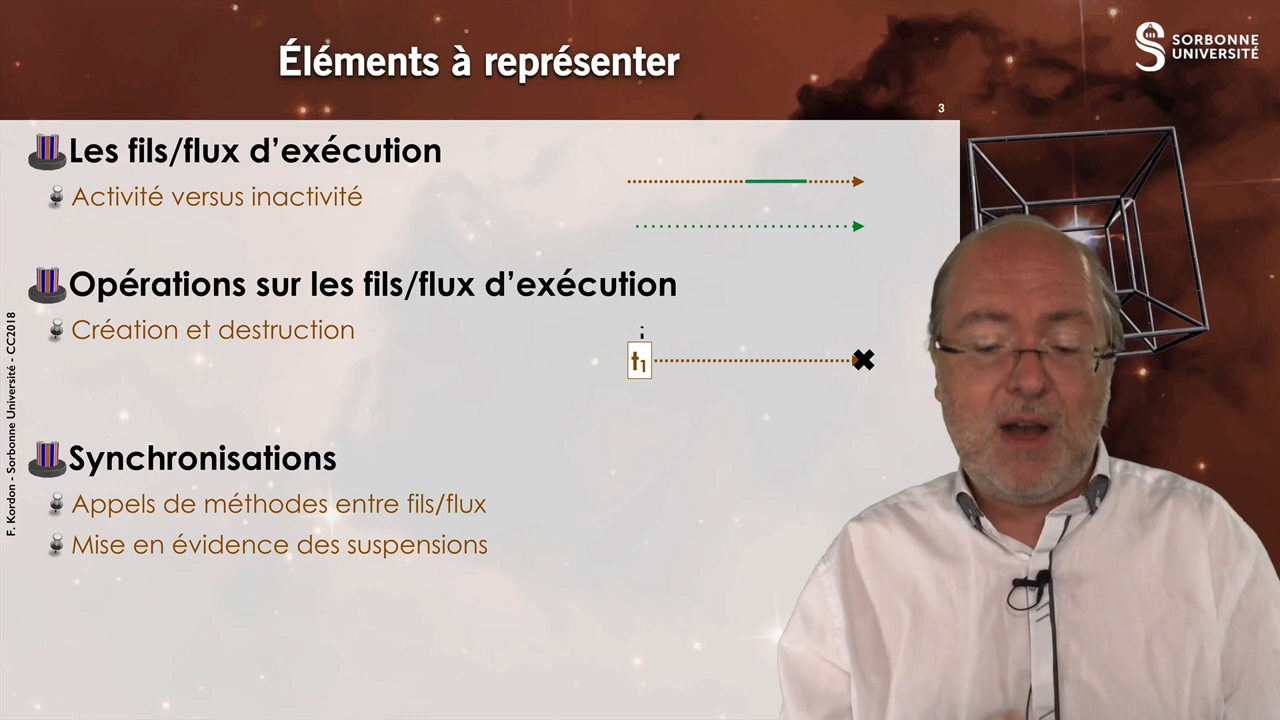 Éléments à représenter
SORBONNE
UNIVERSITÉ
3
Les fils/flux d’exécution
Activité versus inactivité
Opérations sur les fils/flux d’exécution
Création et destruction
t1
Synchronisations
Appels de méthodes entre fils/flux
Mise en évidence des suspensions
F. Kordon - Sorbonne Université - CC2018